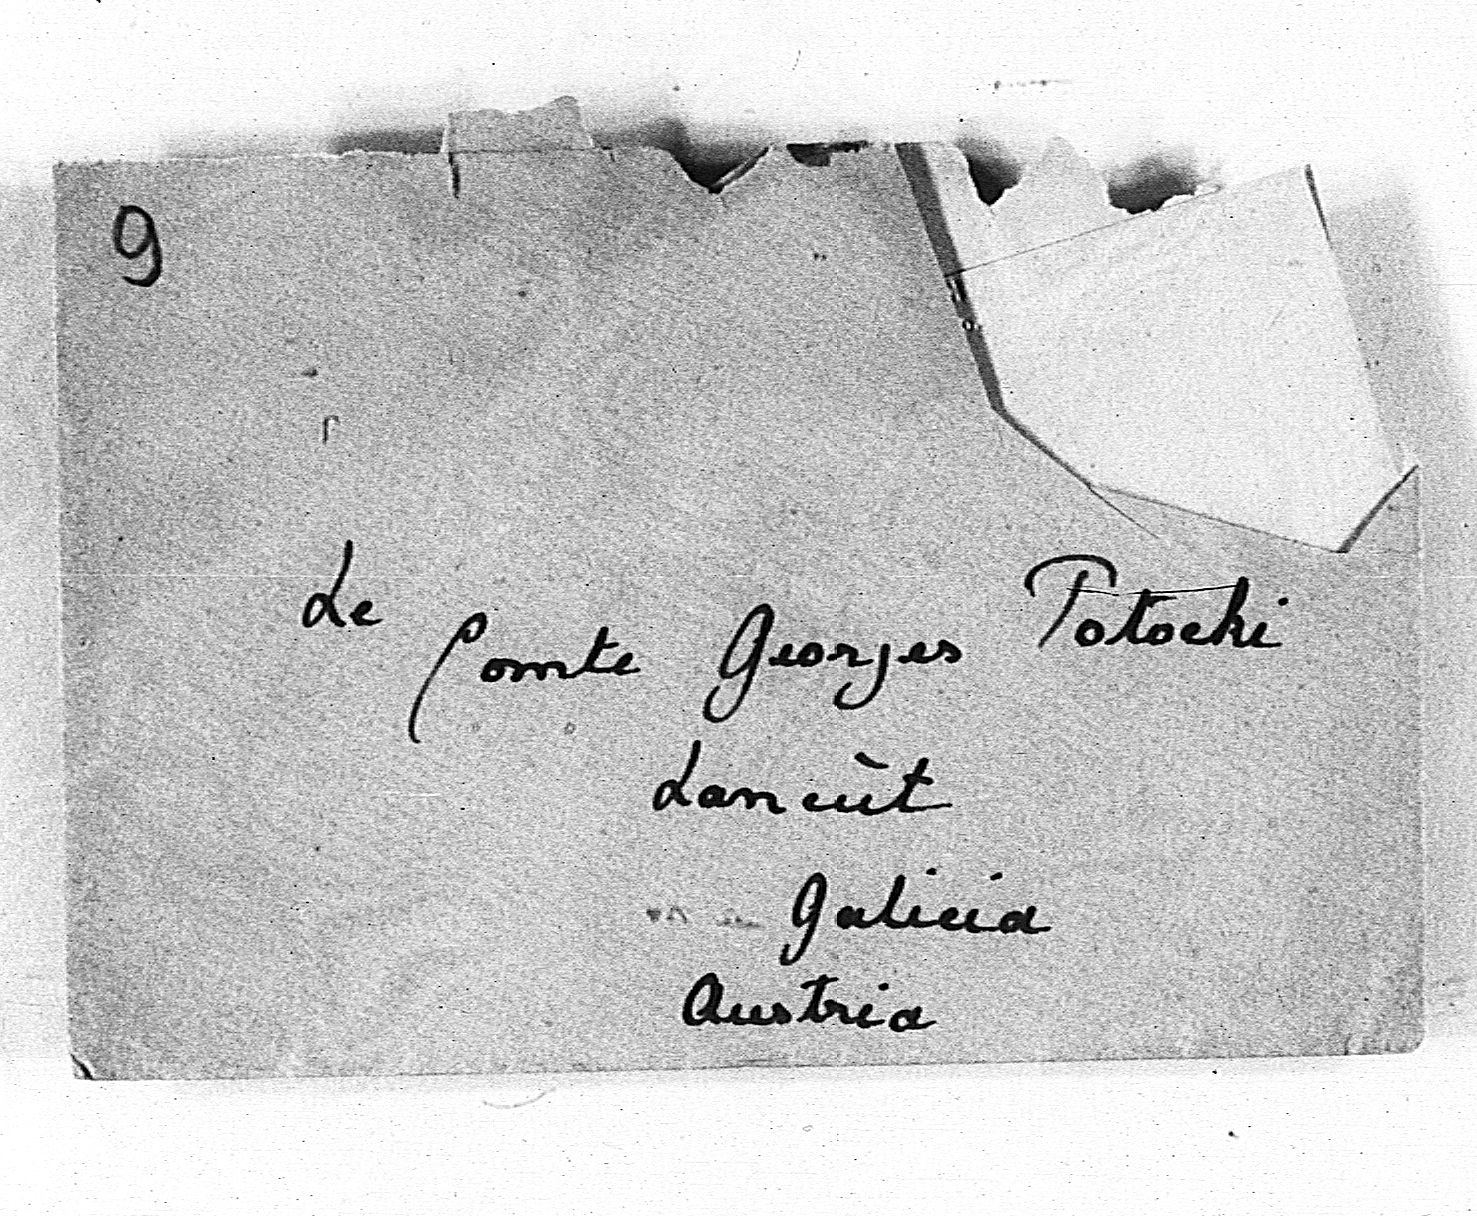 9
Le Comte Georges Potocki
Lancut
Galicia
Austria